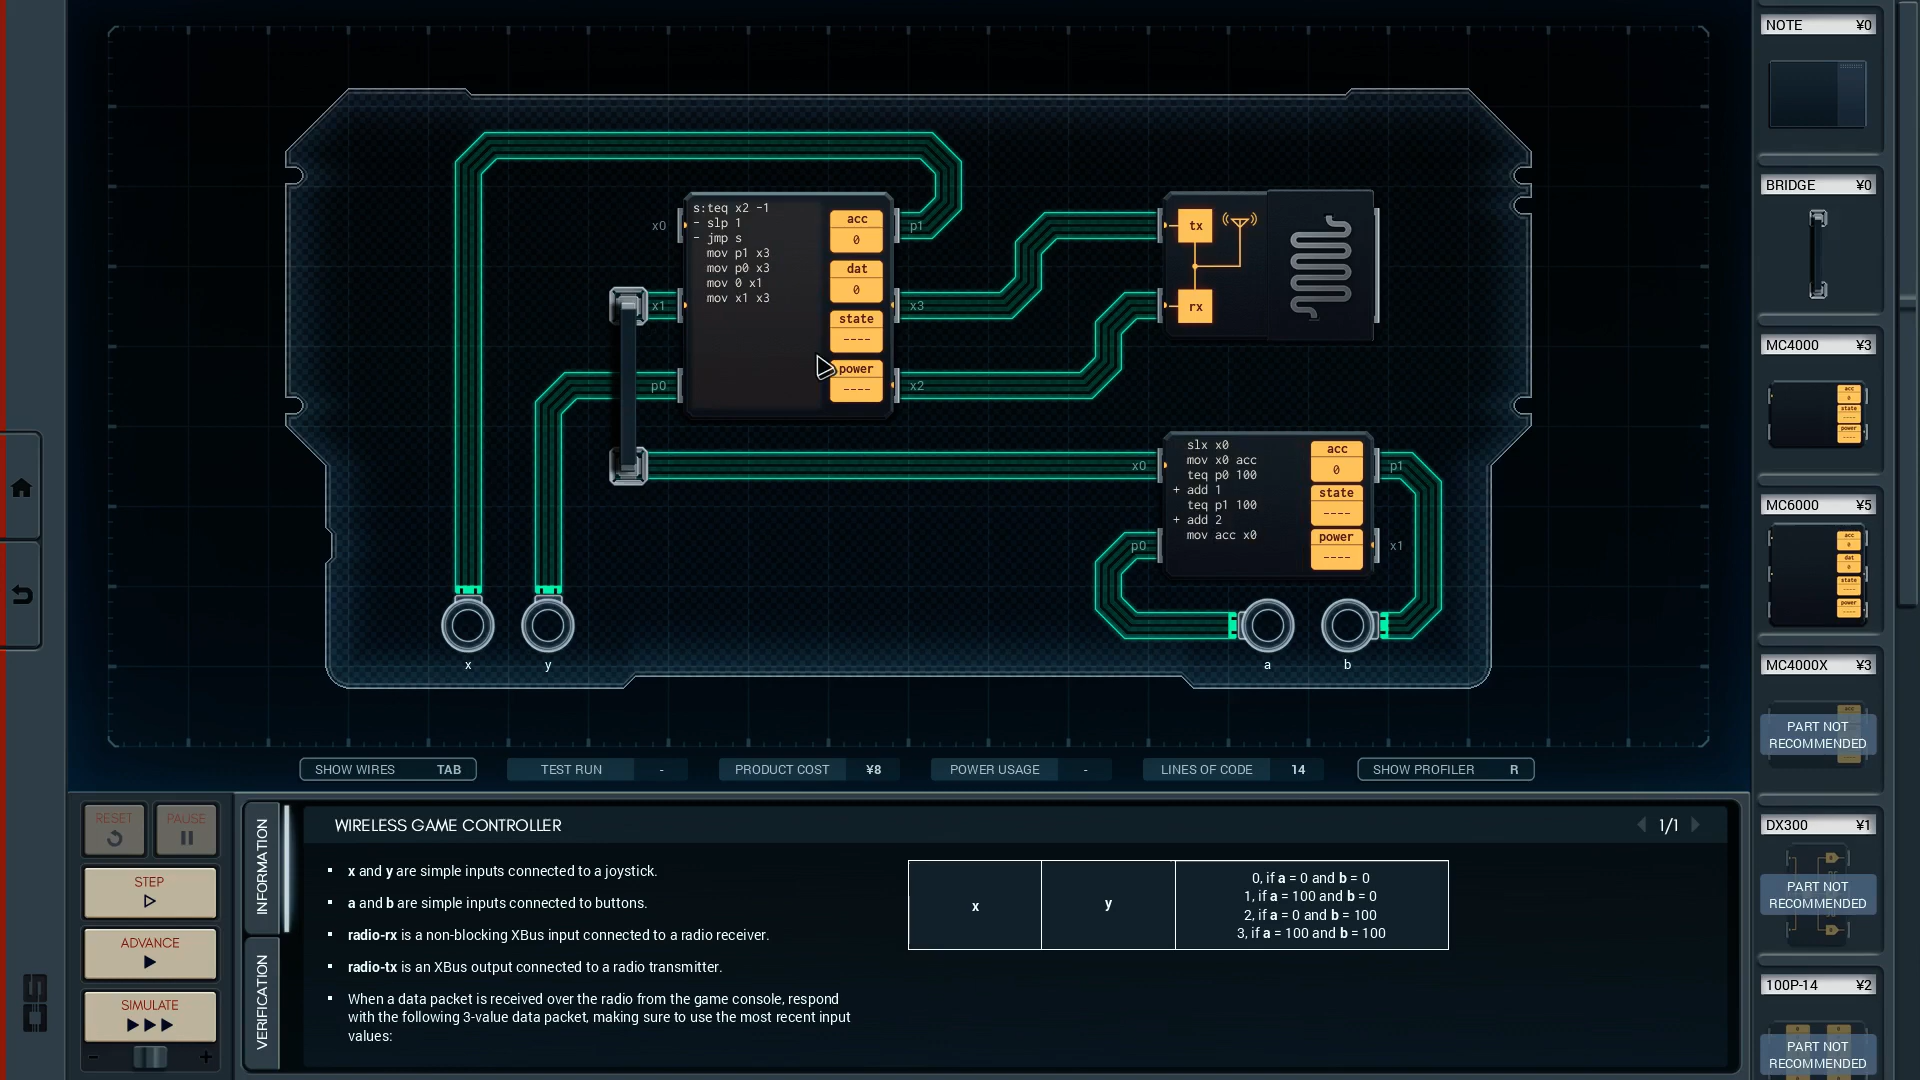 NOTE ¥0
BRIDGE ¥0
MC4000 ¥3
acc
0
state
----
power
----
MC6000 ¥5
acc
0
dat
0
state
----
power
----
MC4000X ¥3
PART NOT
RECOMMENDED
DX300 ¥1
PART NOT
RECOMMENDED
100P-14 ¥2
PART NOT
RECOMMENDED
x0
x1
p0
s:teq x2 -1
- slp 1
- jmp s
mov p1 x3
mov p0 x3
mov 0 x1
mov x1 x3
acc
0
dat
0
state
----
power
----
p1
x3
x2
tx
rx
x0
p0
slx x0
mov x0 acc
teq p0 100
+ add 1
teq p1 100
+ add 2
mov acc x0
acc
0
state
----
power
----
p1
x1
x
y
a
b
SHOW WIRES TAB
TEST RUN -
PRODUCT COST ¥8
POWER USAGE -
LINES OF CODE 14
SHOW PROFILER R
RESET
PAUSE
STEP
ADVANCE
SIMULATE
- +
INFORMATION
VERIFICATION
WIRELESS GAME CONTROLLER
1/1
▪ x and y are simple inputs connected to a joystick.
▪ a and b are simple inputs connected to buttons.
▪ radio-rx is a non-blocking XBus input connected to a radio receiver.
▪ radio-tx is an XBus output connected to a radio transmitter.
▪ When a data packet is received over the radio from the game console, respond
with the following 3-value data packet, making sure to use the most recent input
values:
x
y
0, if a = 0 and b = 0
1, if a = 100 and b = 0
2, if a = 0 and b = 100
3, if a = 100 and b = 100